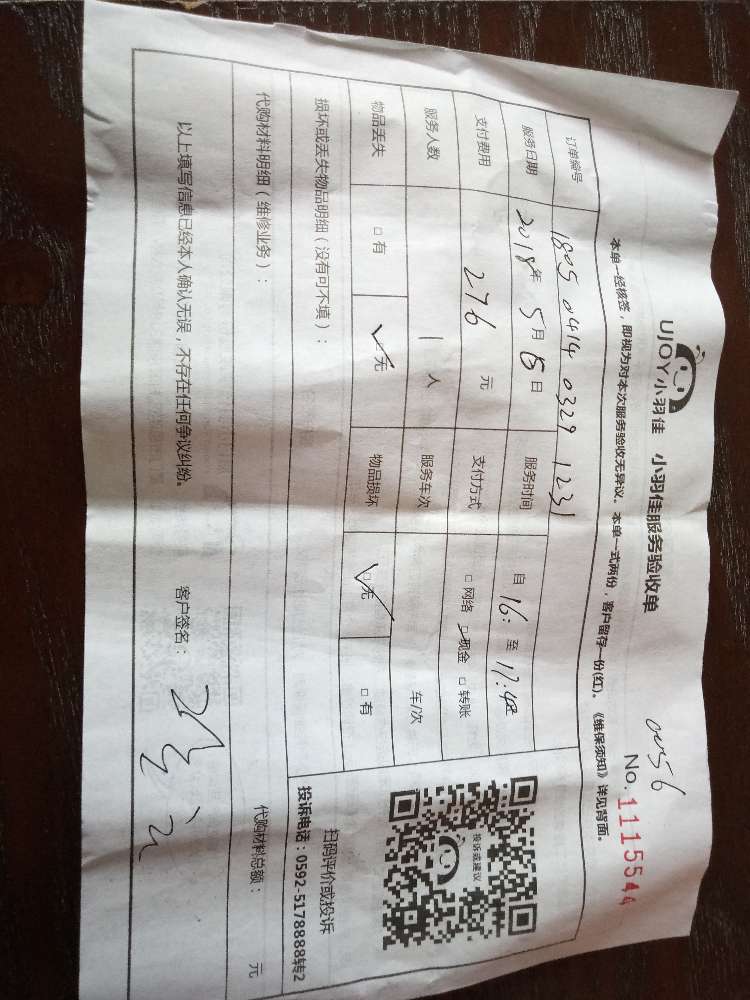 UJOY小羽佳 小羽佳服务验收单
0056
No.1115544
本单一经核签，即视为对本次服务验收无异议。本单一式两份，客户留存一份(红)。《维保须知》详见背面。
订单编号 1805 0414 0329 1231
服务日期 2018年 5月 8日 服务时间 自 16: 至 17:48
支付费用 276 元 支付方式 □ 网络 ☑ 现金 □ 转账
服务人数 1 人 服务车次 车/次
物品丢失 □ 有 ☑ 无 物品损坏 ☑ 无 □ 有
投诉或建议
损坏或丢失物品明细（没有可不填）：
扫码评价或投诉
投诉电话：0592-5178888转2
代购材料明细（维修业务）：
代购材料总额： 元
以上填写信息已经本人确认无误，不存在任何争议纠纷。 客户签名：